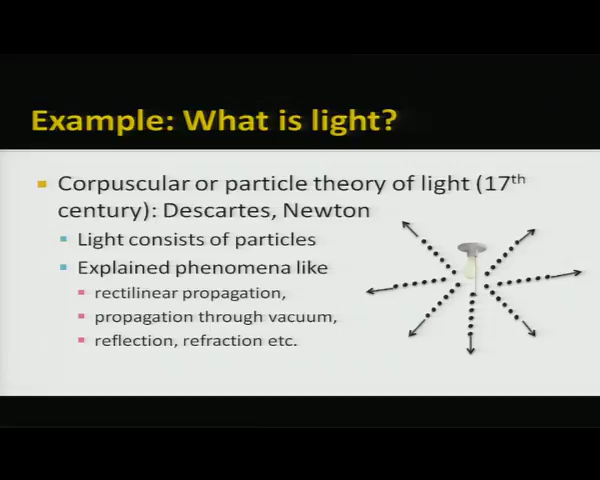 Example: What is light?
Corpuscular or particle theory of light (17th
century): Descartes, Newton
Light consists of particles
Explained phenomena like
rectilinear propagation,
propagation through vacuum,
reflection, refraction etc.